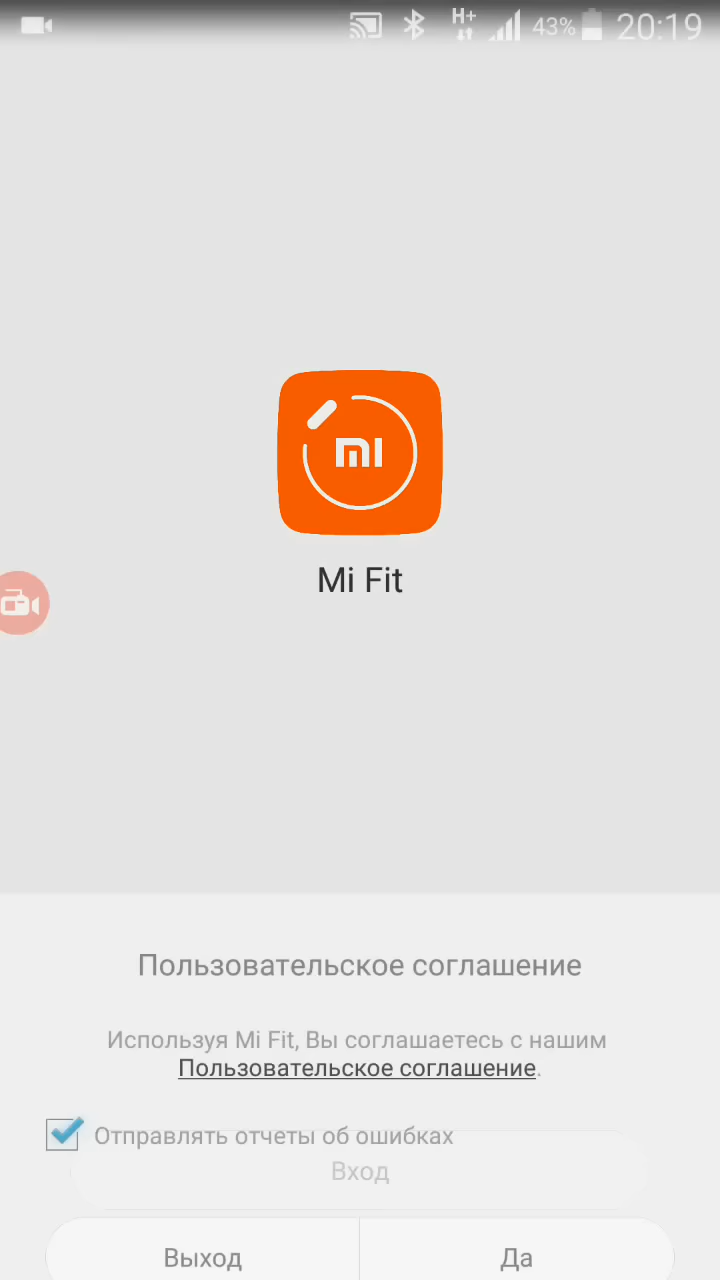 H+ 43% 20:19
mi
Mi Fit
Пользовательское соглашение
Используя Mi Fit, Вы соглашаетесь с нашим
Пользовательское соглашение.
Отправлять отчеты об ошибках
Вход
Выход Да